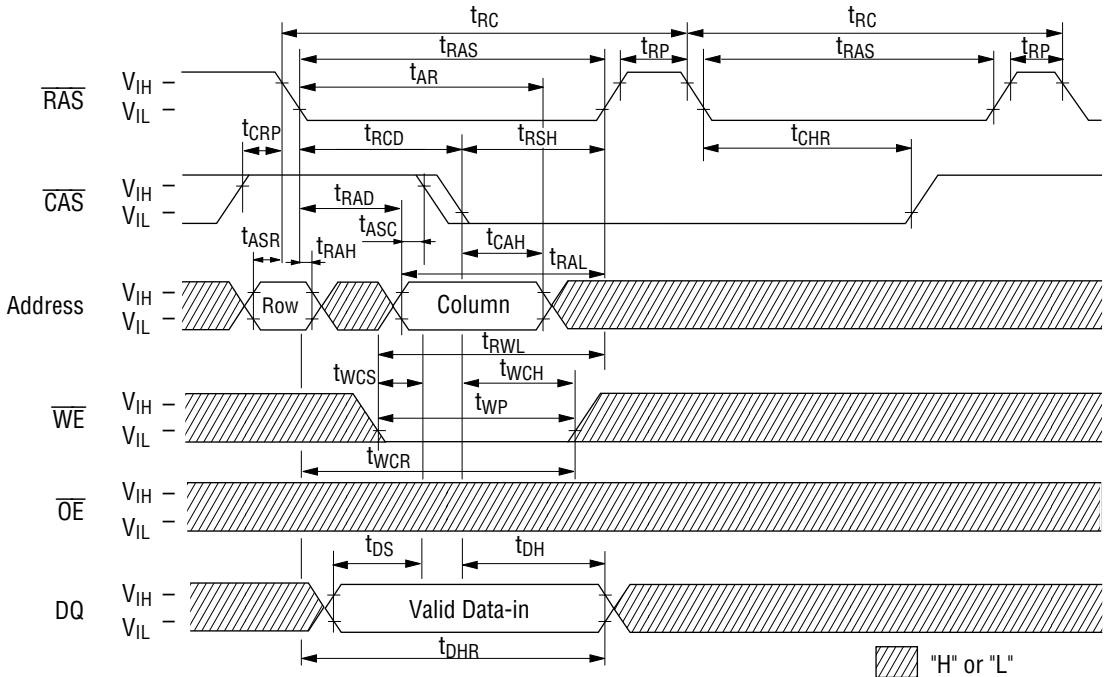 tRC tRC
tRAS tRP tRAS tRP
tAR
RAS VIH
VIL
tCRP tRCD tRSH tCHR
CAS VIH
VIL
tRAD
tASC tCAH
tASR tRAH tRAL
Address VIH
VIL
Row Column
tRWL
tWCS tWCH
WE VIH
VIL
tWP
tWCR
OE VIH
VIL
tDS tDH
DQ VIH
VIL
Valid Data-in
tDHR
"H" or "L"